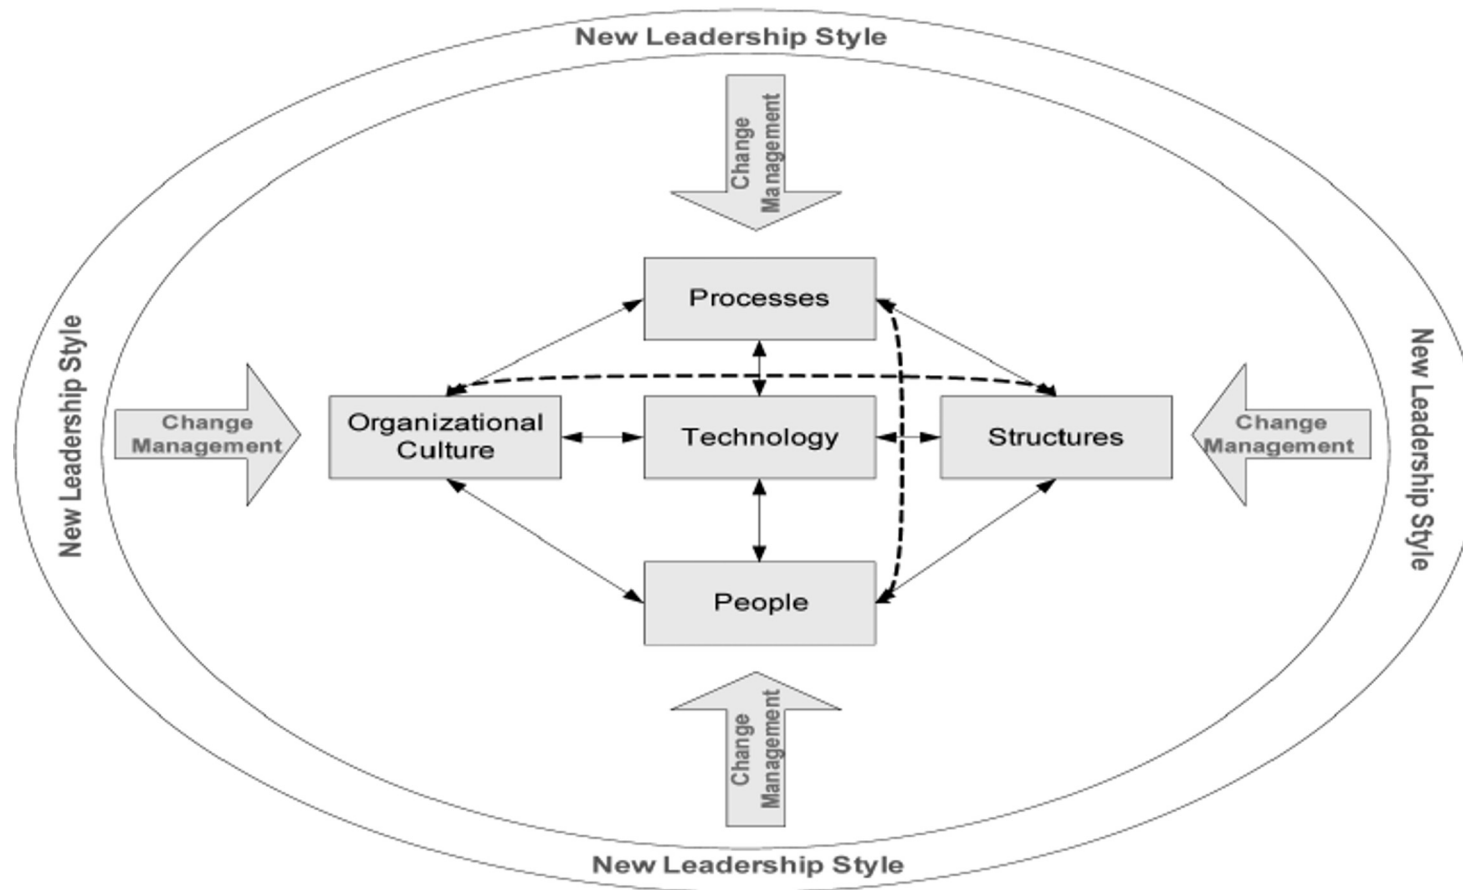 New Leadership Style
Change
Management
Processes
New Leadership Style
Change
Management
Organizational
Culture
Technology
Structures
Change
Management
New Leadership Style
People
Change
Management
New Leadership Style